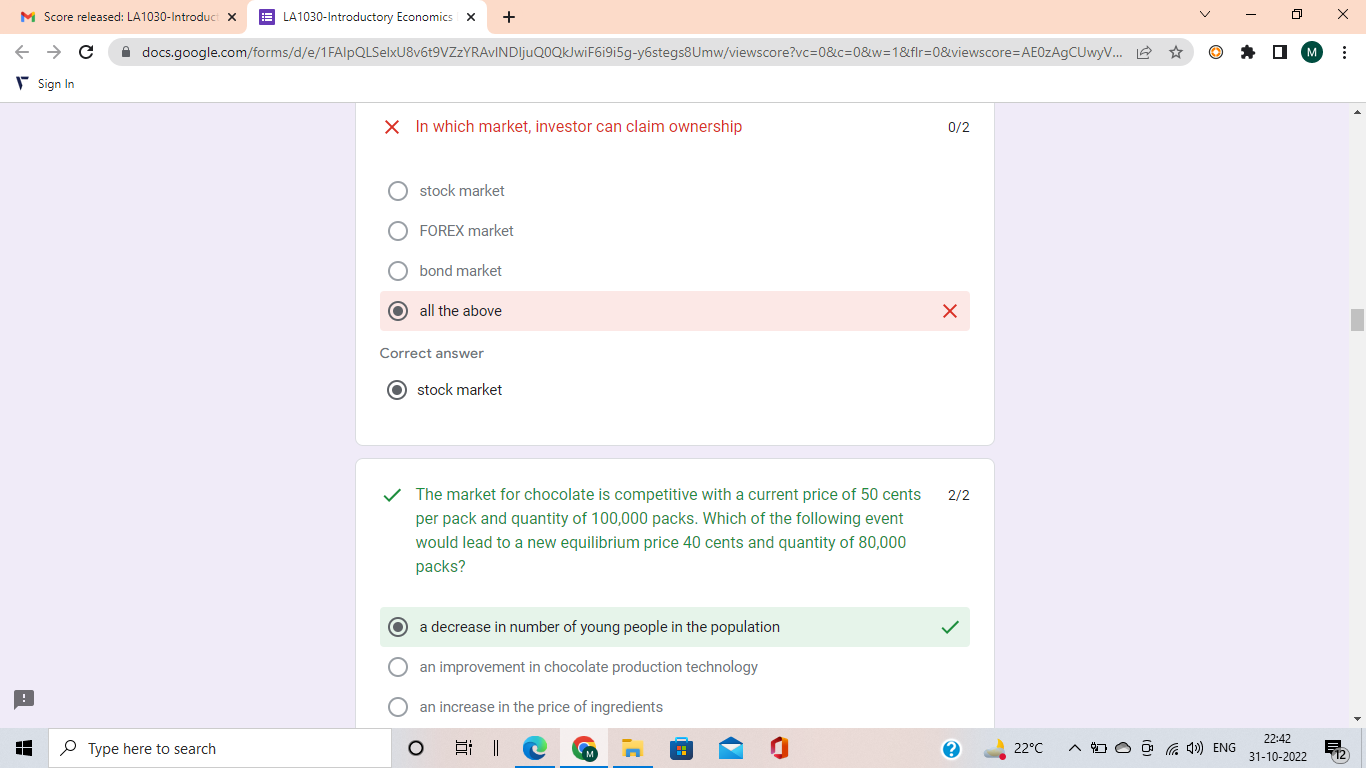 Score released: LA1030-Introduct
LA1030-Introductory Economics
docs.google.com/forms/d/e/1FAIpQLSelxU8v6t9VZzYRAvINDIjuQ0QkJwiF6i9i5g-y6stegs8Umw/viewscore?vc=0&c=0&w=1&flr=0&viewscore=AE0zAgCUwyV...
M
Sign In
In which market, investor can claim ownership
0/2
stock market
FOREX market
bond market
all the above
Correct answer
stock market
The market for chocolate is competitive with a current price of 50 cents
2/2
per pack and quantity of 100,000 packs. Which of the following event
would lead to a new equilibrium price 40 cents and quantity of 80,000
packs?
a decrease in number of young people in the population
an improvement in chocolate production technology
an increase in the price of ingredients
Type here to search
M
22°C
ENG
22:42
31-10-2022
12